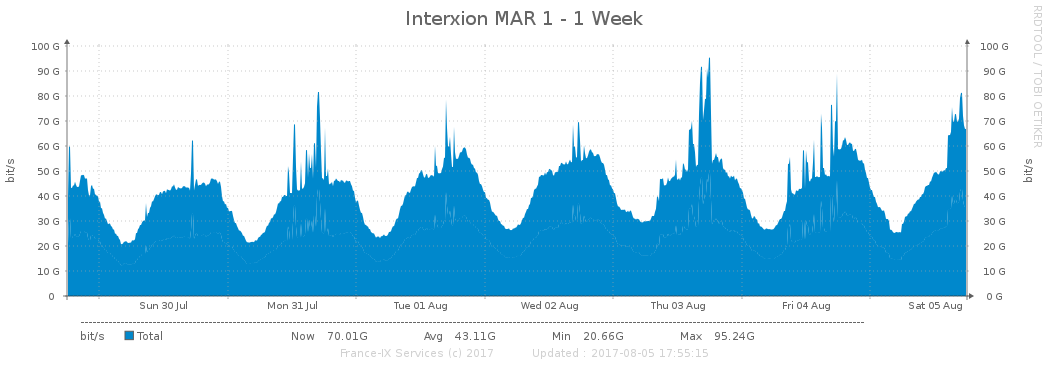 Interxion MAR 1 - 1 Week
RRDTOOL / TOBI OETIKER
bit/s
100 G 100 G
90 G 90 G
80 G 80 G
70 G 70 G
60 G 60 G
50 G 50 G
40 G 40 G
30 G 30 G
20 G 20 G
10 G 10 G
0 0 G
bit/s
Sun 30 Jul Mon 31 Jul Tue 01 Aug Wed 02 Aug Thu 03 Aug Fri 04 Aug Sat 05 Aug
bit/s Total Now 70.01G Avg 43.11G Min 20.66G Max 95.24G
France-IX Services (c) 2017 Updated : 2017-08-05 17:55:15